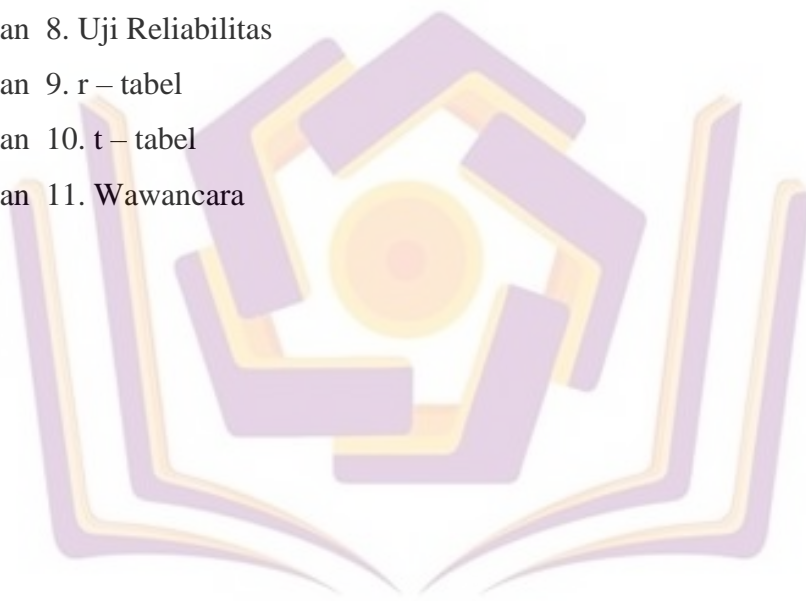 an 8. Uji Reliabilitas
an 9. r – tabel
an 10. t – tabel
an 11. Wawancara